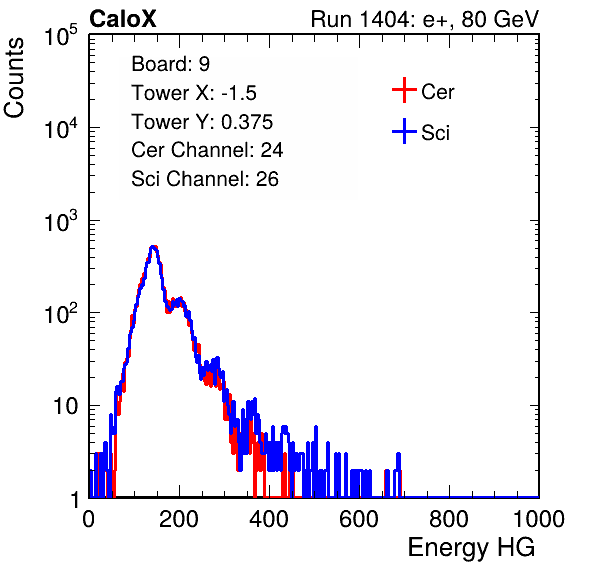 CaloX Run 1404: e+, 80 GeV
Counts
Board: 9
Tower X: -1.5
Tower Y: 0.375
Cer Channel: 24
Sci Channel: 26
Cer
Sci
10^5
10^4
10^3
10^2
10
1
0 200 400 600 800 1000
Energy HG